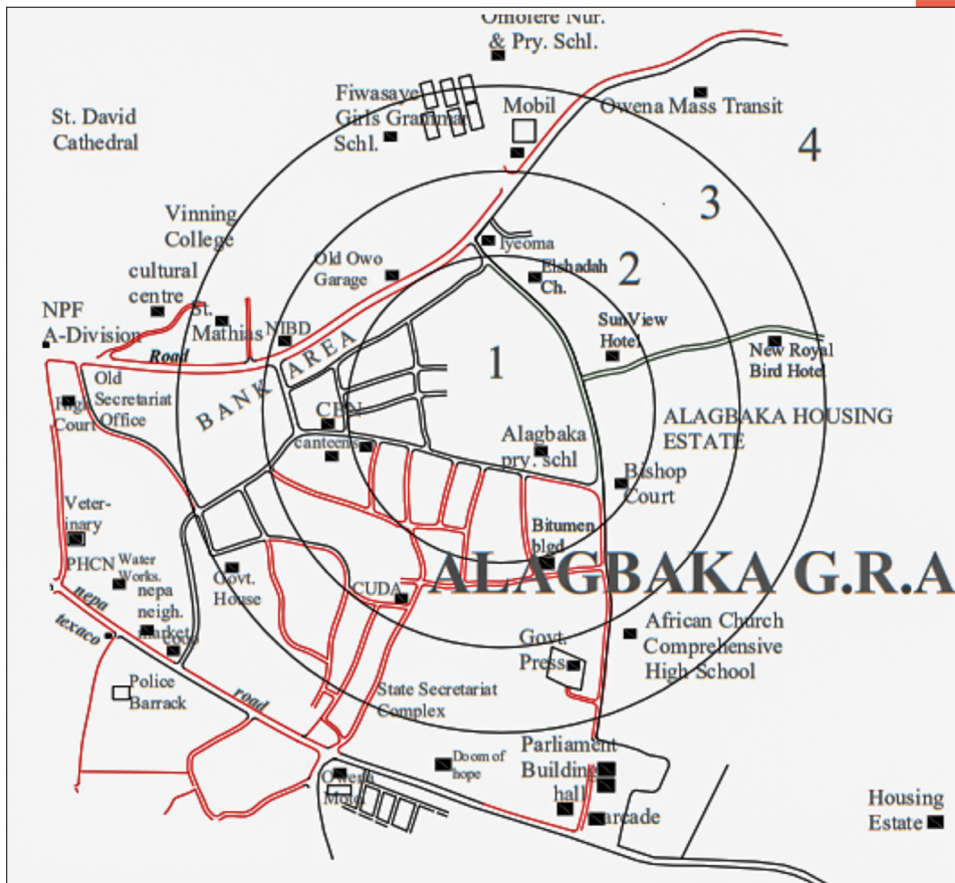 Omolere Nur.
& Pry. Schl.
Fiwasaye
Girls Grammar
Schl.
Mobil
Owena Mass Transit
4
St. David
Cathedral
3
Vinning
College
Iyeoma
Old Owo
Garage
Elshadah
Ch.
2
cultural
centre
St.
Mathias
NIBD
NPF
A-Division
Road
SunView
Hotel
New Royal
Bird Hotel
BANK AREA
1
Old
Secretariat
Office
High
Court
CBN
canteens
ALAGBAKA HOUSING
ESTATE
Alagbaka
pry. schl
Bishop
Court
Veter-
inary
Bitumen
blgd
PHCN
Water
Works.
nepa
neigh.
market
Govt.
House
CUDA
ALAGBAKA G.R.A
nepa
texaco
coop
Govt.
Press
African Church
Comprehensive
High School
Police
Barrack
road
State Secretariat
Complex
Doom of
hope
Parliament
Building
hall
arcade
Owena
Housing
Estate